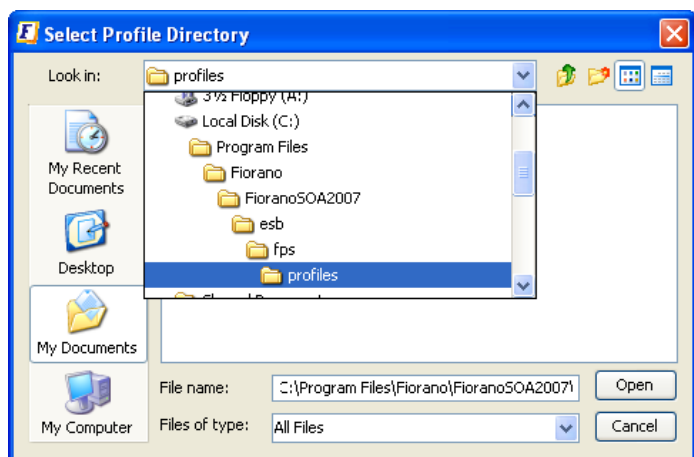 Select Profile Directory
Look in:
profiles
3½ Floppy (A:)
Local Disk (C:)
Program Files
Fiorano
FioranoSOA2007
esb
fps
profiles
My Recent
Documents
Desktop
My Documents
My Computer
File name:
C:\Program Files\Fiorano\FioranoSOA2007\
Open
Files of type:
All Files
Cancel